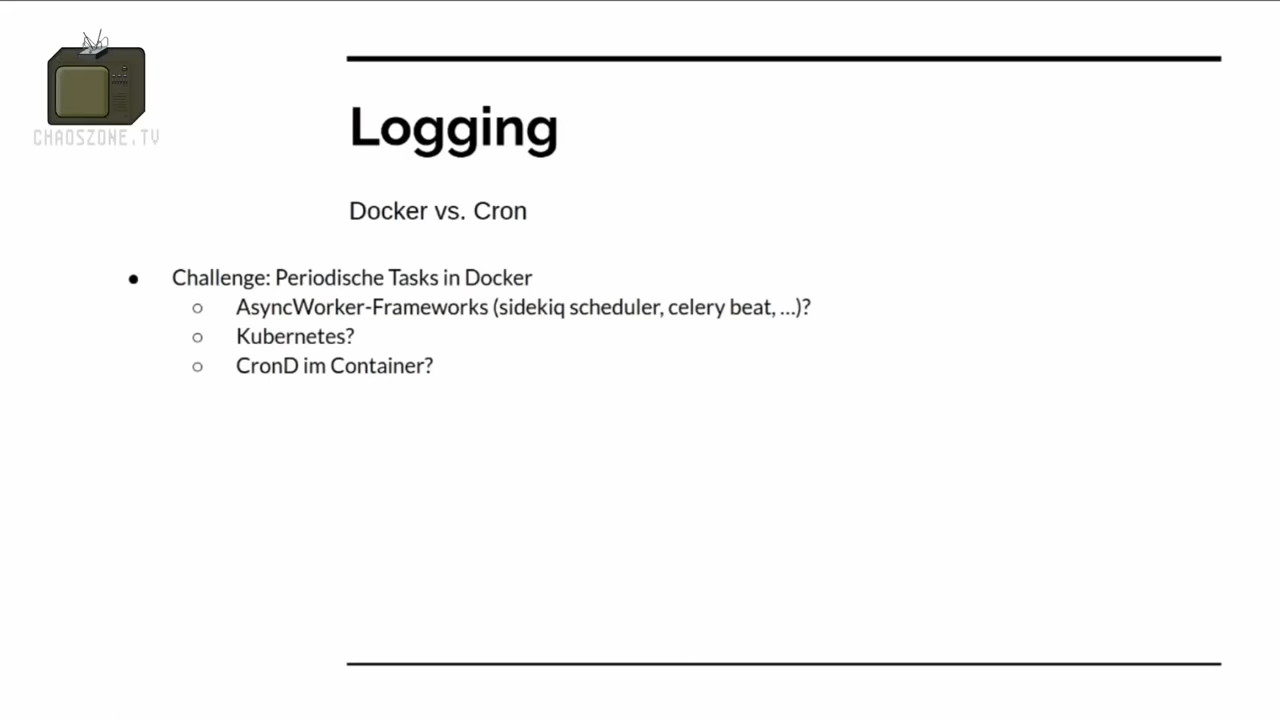 CHAOSZONE.TV
Logging
Docker vs. Cron
● Challenge: Periodische Tasks in Docker
○ AsyncWorker-Frameworks (sidekiq scheduler, celery beat, ...)?
○ Kubernetes?
○ CronD im Container?